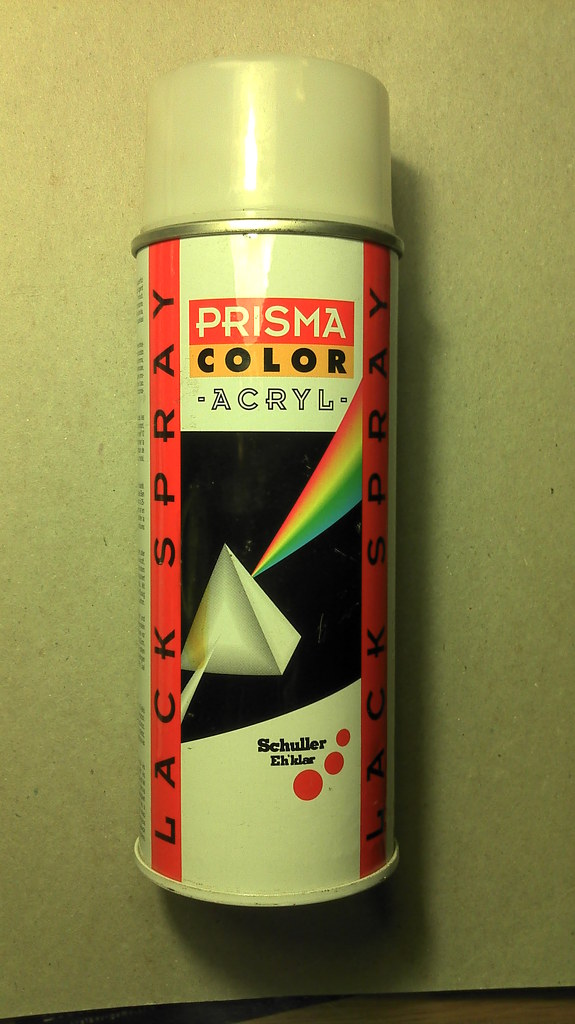 PRISMA
COLOR
-ACRYL-
LACK SPRAY
LACK SPRAY
Schuller
Eh'klar